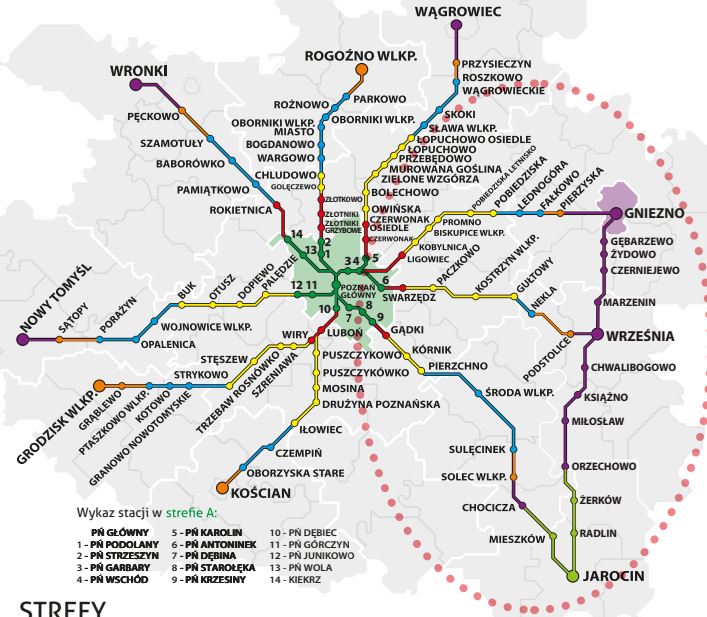 WĄGROWIEC
PRZYSIECZYN
ROSZKOWO
WĄGROWIECKIE
SKOKI
SŁAWA WLKP.
ŁOPUCHOWO OSIEDLE
ŁOPUCHOWO
PRZEBĘDOWO
MUROWANA GOŚLINA
ZIELONE WZGÓRZA
BOLECHOWO
OWIŃSKA
CZERWONAK
OSIEDLE
CZERWONAK
ROGOŹNO WLKP.
PARKOWO
ROŻNOWO
OBORNIKI WLKP.
OBORNIKI WLKP.
MIASTO
BOGDANOWO
WARGOWO
CHLUDOWO
GOLĘCZEWO
ZŁOTKOWO
ZŁOTNIKI
ZŁOTNIKI
GRZYBOWE
WRONKI
PĘCKOWO
SZAMOTUŁY
BABORÓWKO
PAMIĄTKOWO
ROKIETNICA
14
13
2
1
3 4
5
6
12 11
10
7
8
9
POZNAŃ
GŁÓWNY
KOBYLNICA
LIGOWIEC
BISKUPICE WLKP.
PROMNO
POBIEDZISKA LETNISKO
POBIEDZISKA
LEDNOGÓRA
FAŁKOWO
PIERZYSKA
GNIEZNO
GĘBARZEWO
ŻYDOWO
CZERNIEJEWO
MARZENIN
WRZEŚNIA
CHWALIBOGOWO
KSIĄŻNO
MIŁOSŁAW
ORZECHOWO
ŻERKÓW
RADLIN
JAROCIN
SWARZĘDZ
PACZKOWO
KOSTRZYN WLKP.
GUŁTOWY
NEKLA
PODSTOLICE
GĄDKI
KÓRNIK
PIERZCHNO
ŚRODA WLKP.
SULĘCINEK
SOLEC WLKP.
CHOCICZA
MIESZKÓW
NOWY TOMYŚL
SĄTOPY
PORAŻYN
OPALENICA
WOJNOWICE WLKP.
BUK
OTUSZ
DOPIEWO
PALĘDZIE
LUBOŃ
WIRY
SZRENIAWA
TRZEBAW ROSNÓWKO
STĘSZEW
STRYKOWO
GRANOWO NOWOTOMYSKIE
KOTOWO
PTASZKOWO WLKP.
GRABLEWO
GRODZISK WLKP.
PUSZCZYKOWO
PUSZCZYKÓWKO
MOSINA
DRUŻYNA POZNAŃSKA
IŁOWIEC
CZEMPIŃ
OBORZYSKA STARE
KOŚCIAN
Wykaz stacji w strefie A:
PŃ GŁÓWNY
1 - PŃ PODOLANY
2 - PŃ STRZESZYN
3 - PŃ GARBARY
4 - PŃ WSCHÓD
5 - PŃ KAROLIN
6 - PŃ ANTONINEK
7 - PŃ DĘBINA
8 - PŃ STAROŁĘKA
9 - PŃ KRZESINY
10 - PŃ DĘBIEC
11 - PŃ GÓRCZYN
12 - PŃ JUNIKOWO
13 - PŃ WOLA
14 - KIEKRZ
STREFY